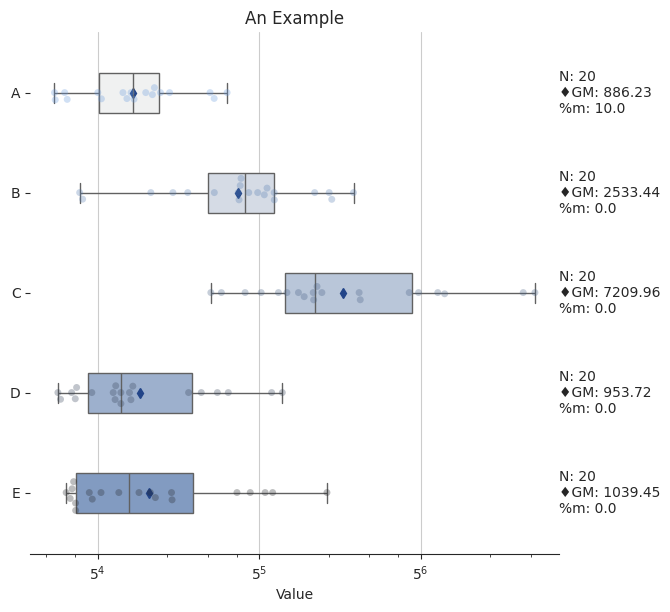 An Example
A
N: 20
♦GM: 886.23
%m: 10.0
B
N: 20
♦GM: 2533.44
%m: 0.0
C
N: 20
♦GM: 7209.96
%m: 0.0
D
N: 20
♦GM: 953.72
%m: 0.0
E
N: 20
♦GM: 1039.45
%m: 0.0
5⁴ 5⁵ 5⁶
Value